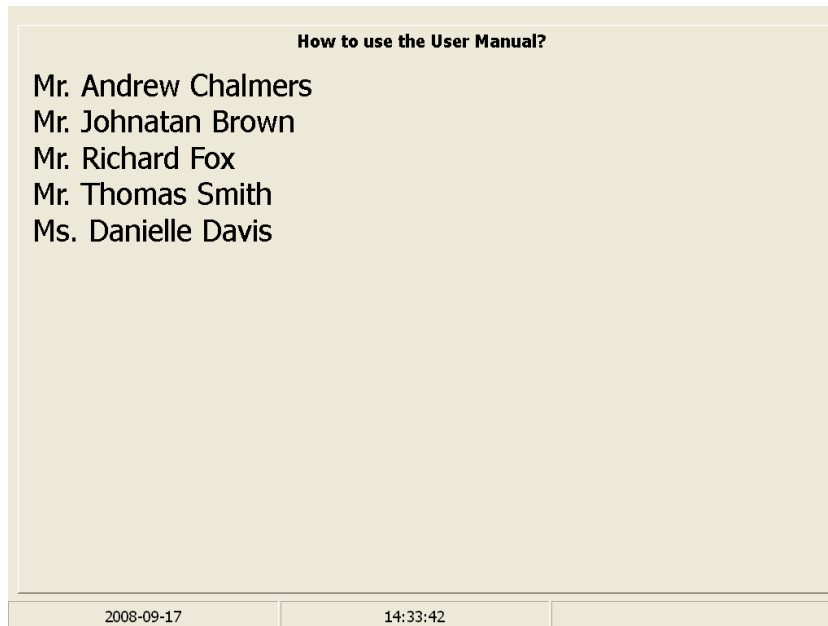 How to use the User Manual?
Mr. Andrew Chalmers
Mr. Johnatan Brown
Mr. Richard Fox
Mr. Thomas Smith
Ms. Danielle Davis
2008-09-17 14:33:42